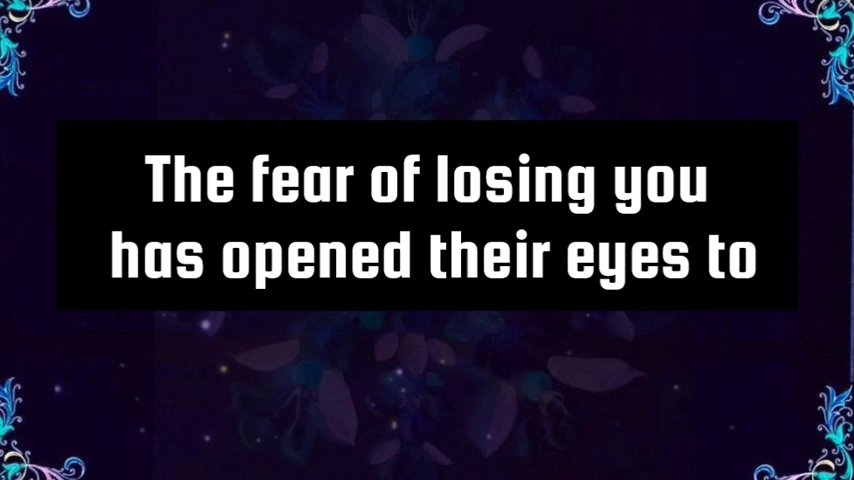 The fear of losing you
has opened their eyes to